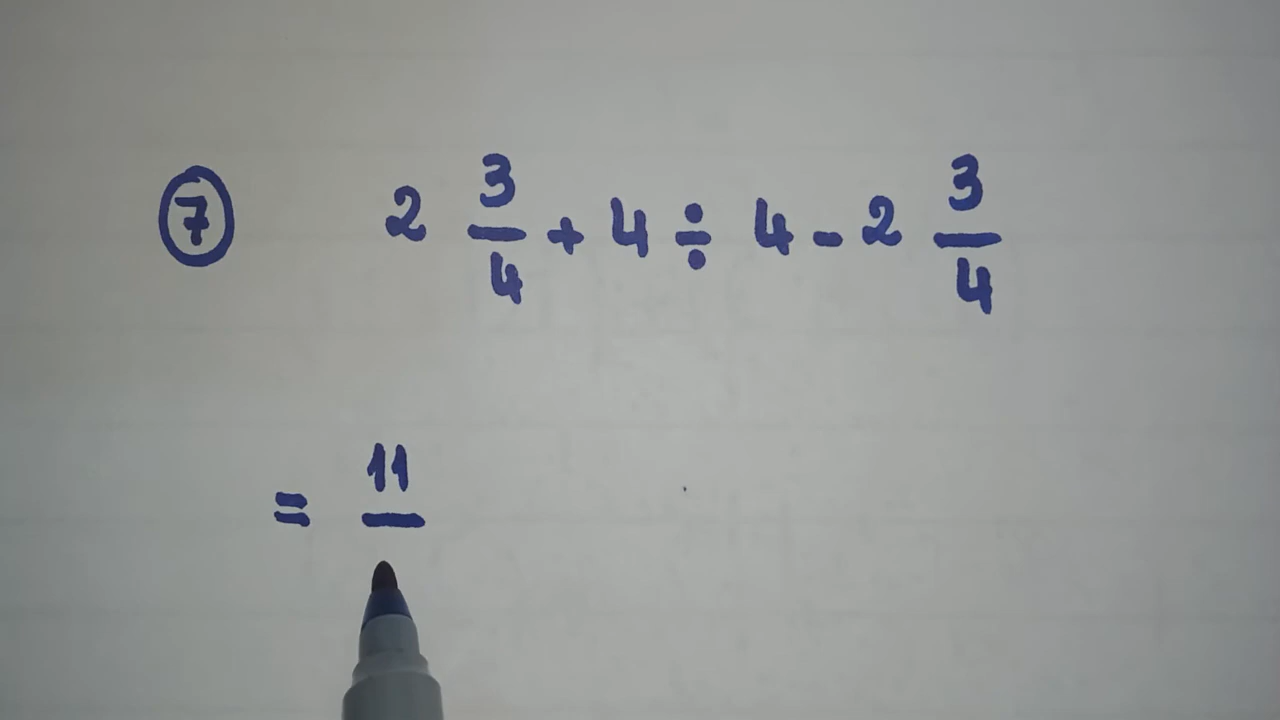 ⑦ 2 3/4 + 4 ÷ 4 - 2 3/4
= 11/